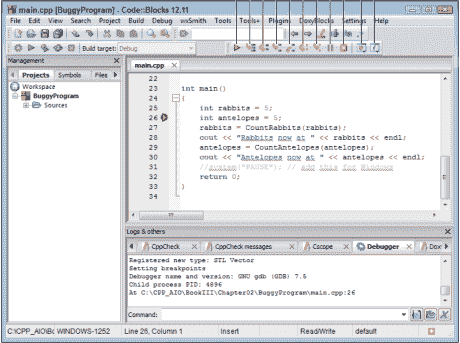 main.cpp [BuggyProgram] - Code::Blocks 12.11
File Edit View Search Project Build Debug wxSmith Tools Tools+ Plugins DoxyBlocks Settings Help
Build target: Debug
Management
Projects Symbols Files
Workspace
BuggyProgram
Sources
main.cpp
22
23 int main()
24 {
25 int rabbits = 5;
26 int antelopes = 5;
27 rabbits = CountRabbits(rabbits);
28 cout << "Rabbits now at " << rabbits << endl;
29 antelopes = CountAntelopes(antelopes);
30 cout << "Antelopes now at " << antelopes << endl;
31 //system("PAUSE"); // add this for Windows
32 return 0;
33 }
34
Logs & others
CppCheck CppCheck messages Cscope Debugger Doxy
Registered new type: STL Vector
Setting breakpoints
Debugger name and version: GNU gdb (GDB) 7.5
Child process PID: 4896
At C:\CPP_AIO\BookIII\Chapter02\BuggyProgram\main.cpp:26
Command:
C:\CPP_AIO\Bo WINDOWS-1252 Line 26, Column 1 Insert Read/Write default